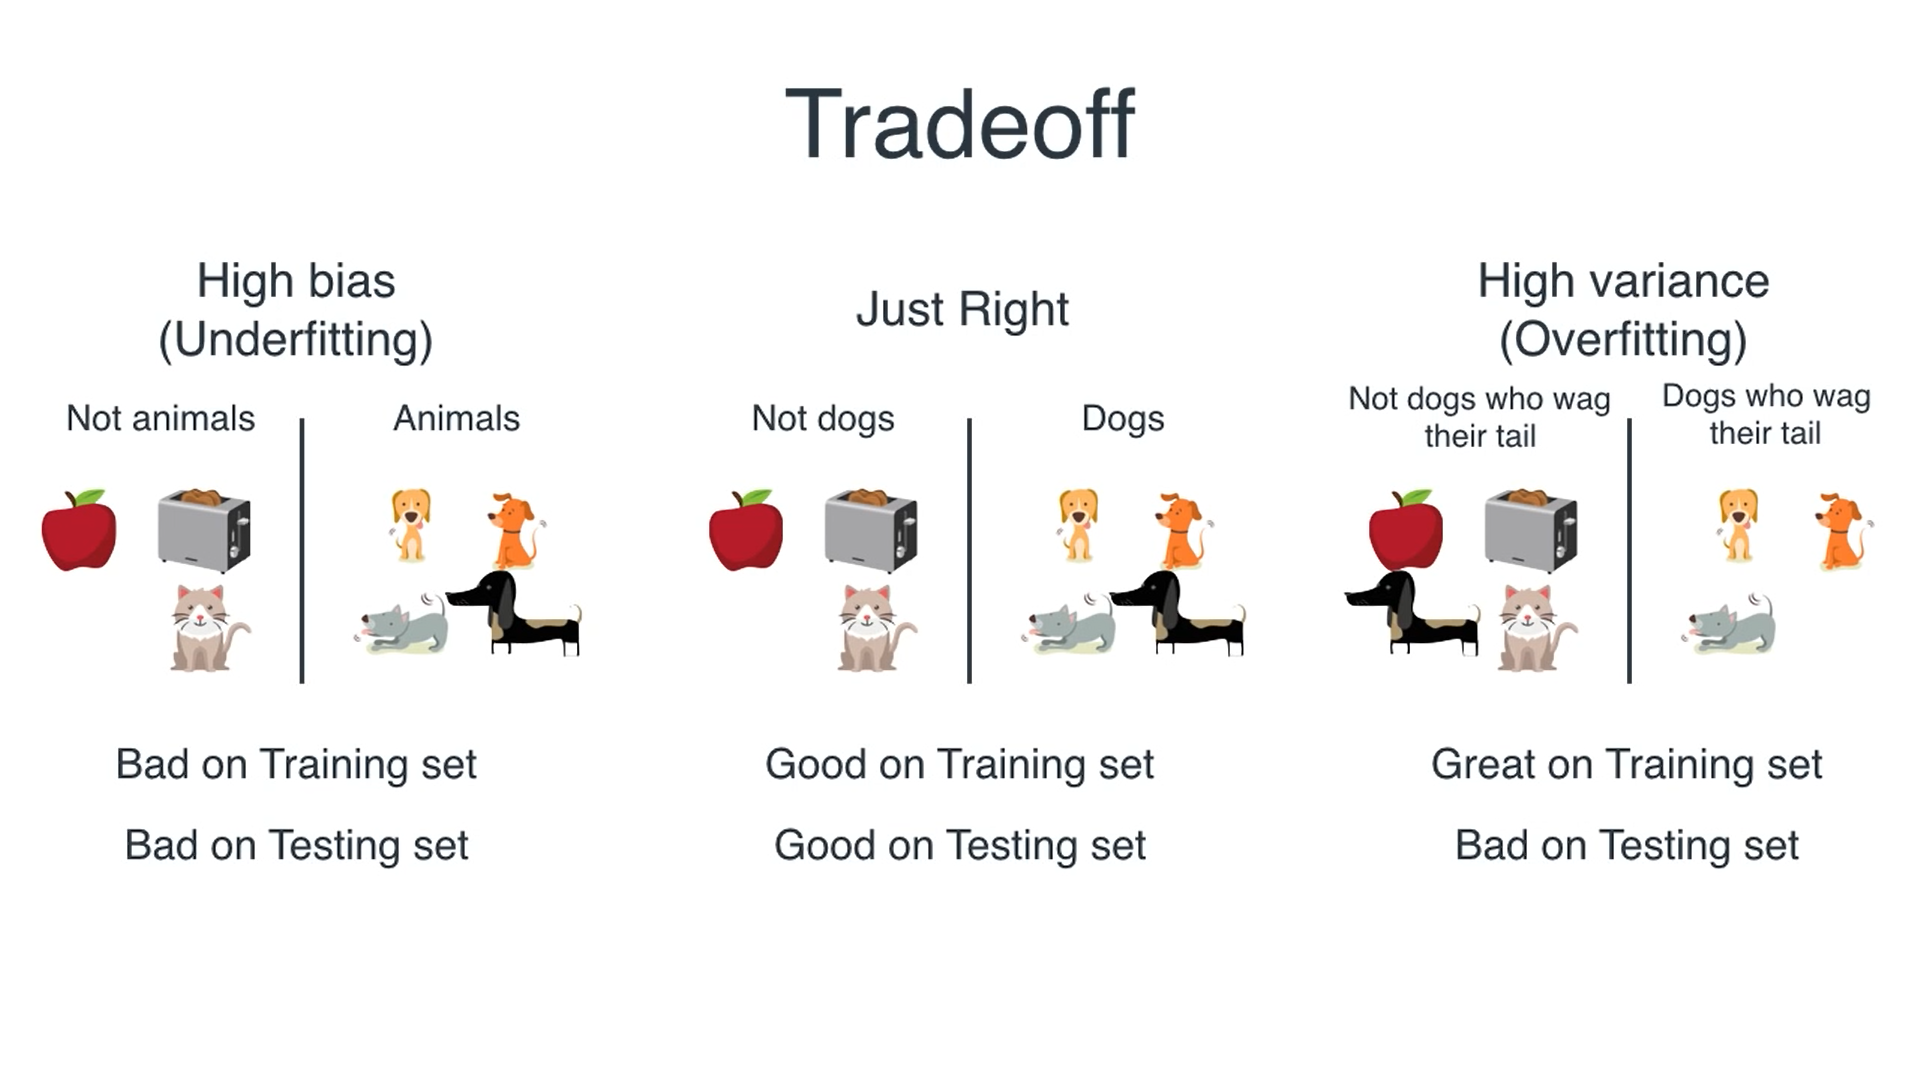 Tradeoff
High bias
(Underfitting)
Not animals
Animals
Bad on Training set
Bad on Testing set
Just Right
Not dogs
Dogs
Good on Training set
Good on Testing set
High variance
(Overfitting)
Not dogs who wag
their tail
Dogs who wag
their tail
Great on Training set
Bad on Testing set